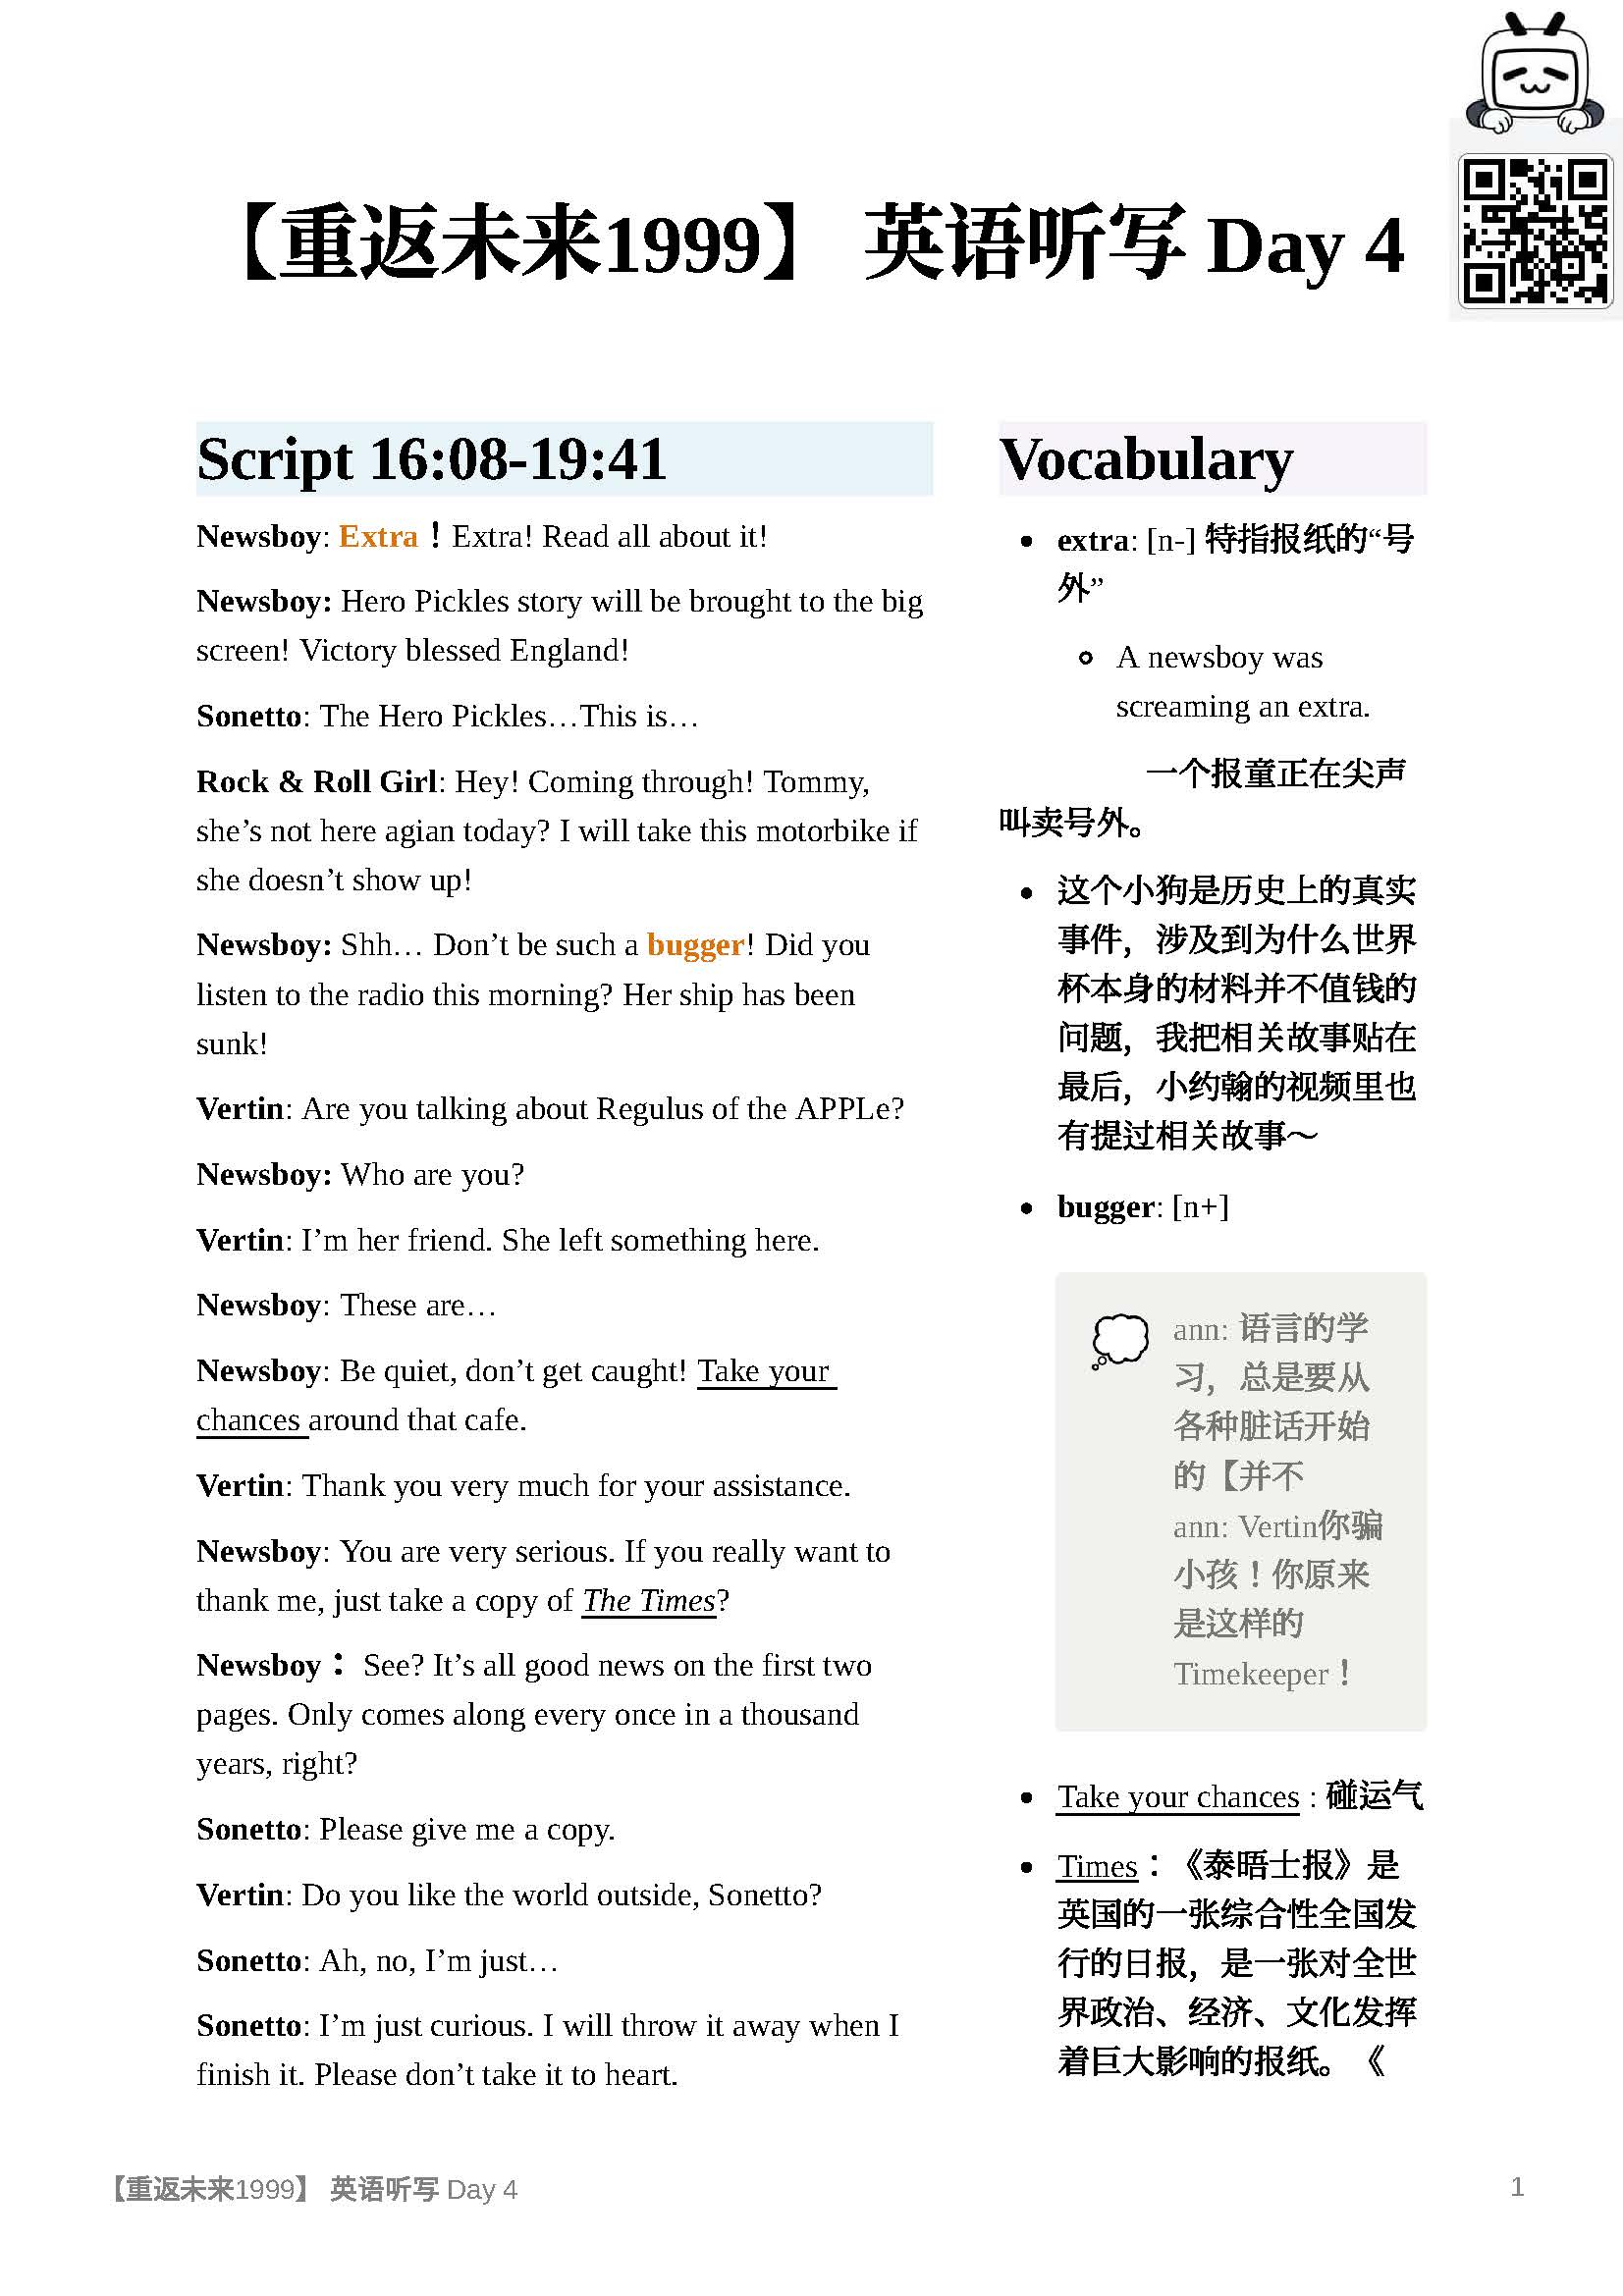 【重返未来1999】 英语听写 Day 4
Script 16:08-19:41
Newsboy: Extra！Extra! Read all about it!
Newsboy: Hero Pickles story will be brought to the big
screen! Victory blessed England!
Sonetto: The Hero Pickles…This is…
Rock & Roll Girl: Hey! Coming through! Tommy,
she’s not here agian today? I will take this motorbike if
she doesn’t show up!
Newsboy: Shh… Don’t be such a bugger! Did you
listen to the radio this morning? Her ship has been
sunk!
Vertin: Are you talking about Regulus of the APPLe?
Newsboy: Who are you?
Vertin: I’m her friend. She left something here.
Newsboy: These are…
Newsboy: Be quiet, don’t get caught! Take your
chances around that cafe.
Vertin: Thank you very much for your assistance.
Newsboy: You are very serious. If you really want to
thank me, just take a copy of The Times?
Newsboy： See? It’s all good news on the first two
pages. Only comes along every once in a thousand
years, right?
Sonetto: Please give me a copy.
Vertin: Do you like the world outside, Sonetto?
Sonetto: Ah, no, I’m just…
Sonetto: I’m just curious. I will throw it away when I
finish it. Please don’t take it to heart.
Vocabulary
• extra: [n-] 特指报纸的“号
外”
A newsboy was
screaming an extra.
一个报童正在尖声
叫卖号外。
• 这个小狗是历史上的真实
事件，涉及到为什么世界
杯本身的材料并不值钱的
问题，我把相关故事贴在
最后，小约翰的视频里也
有提过相关故事～
• bugger: [n+]
ann: 语言的学
习，总是要从
各种脏话开始
的【并不
ann: Vertin你骗
小孩！你原来
是这样的
Timekeeper！
• Take your chances : 碰运气
• Times：《泰晤士报》是
英国的一张综合性全国发
行的日报，是一张对全世
界政治、经济、文化发挥
着巨大影响的报纸。《
【重返未来1999】 英语听写 Day 4
1